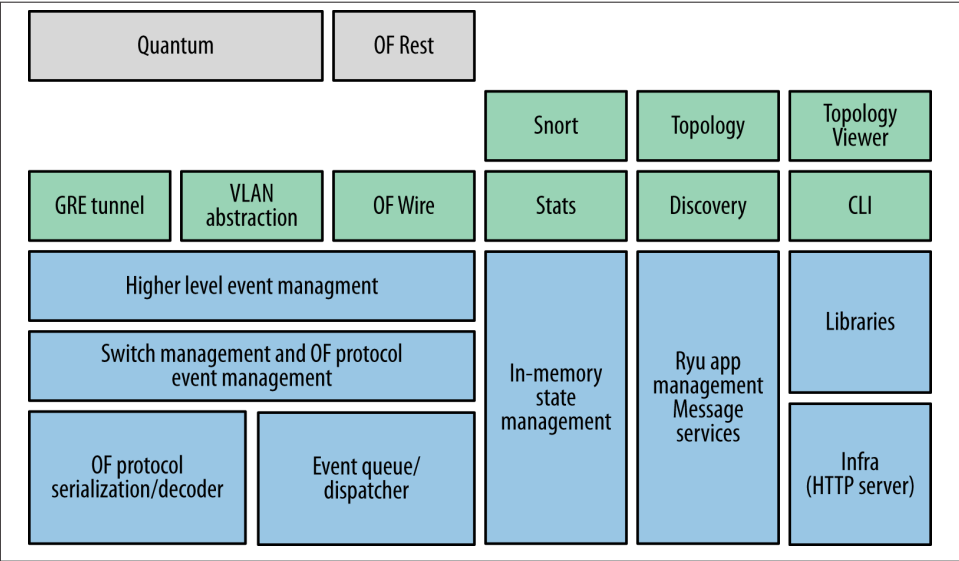 Quantum
OF Rest
Snort
Topology
Topology
Viewer
GRE tunnel
VLAN
abstraction
OF Wire
Stats
Discovery
CLI
Higher level event managment
Switch management and OF protocol
event management
OF protocol
serialization/decoder
Event queue/
dispatcher
In-memory
state
management
Ryu app
management
Message
services
Libraries
Infra
(HTTP server)